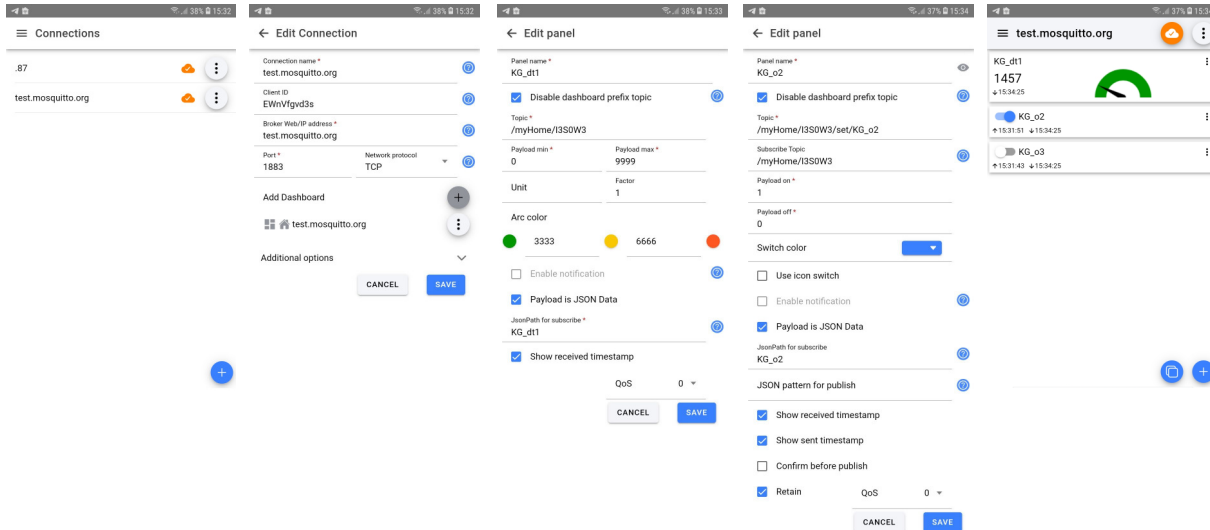 38% 15:32
Connections
.87
test.mosquitto.org
38% 15:32
Edit Connection
Connection name *
test.mosquitto.org
Client ID
EWnVfgvd3s
Broker Web/IP address *
test.mosquitto.org
Port *
Network protocol
1883
TCP
Add Dashboard
test.mosquitto.org
Additional options
CANCEL SAVE
38% 15:33
Edit panel
Panel name *
KG_dt1
Disable dashboard prefix topic
Topic *
/myHome/I3S0W3
Payload min *
Payload max *
0
9999
Unit
Factor
1
Arc color
3333
6666
Enable notification
Payload is JSON Data
JsonPath for subscribe *
KG_dt1
Show received timestamp
QoS 0
CANCEL SAVE
37% 15:34
Edit panel
Panel name *
KG_o2
Disable dashboard prefix topic
Topic *
/myHome/I3S0W3/set/KG_o2
Subscribe Topic
/myHome/I3S0W3
Payload on *
1
Payload off *
0
Switch color
Use icon switch
Enable notification
Payload is JSON Data
JsonPath for subscribe
KG_o2
JSON pattern for publish
Show received timestamp
Show sent timestamp
Confirm before publish
Retain QoS 0
CANCEL SAVE
37% 15:34
test.mosquitto.org
KG_dt1
1457
↓15:34:25
KG_o2
↑15:31:51 ↓15:34:25
KG_o3
↑15:31:43 ↓15:34:25